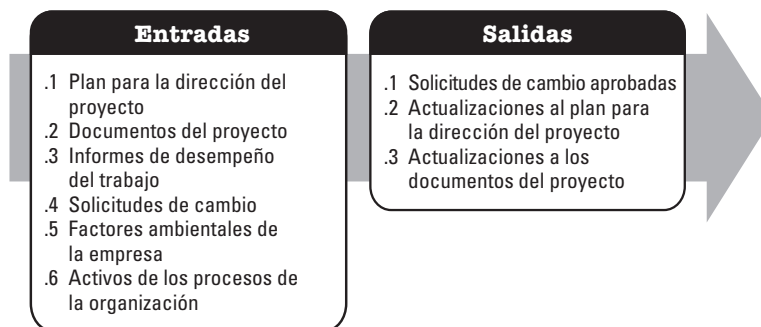 Entradas
.1 Plan para la dirección del
proyecto
.2 Documentos del proyecto
.3 Informes de desempeño
del trabajo
.4 Solicitudes de cambio
.5 Factores ambientales de
la empresa
.6 Activos de los procesos de
la organización
Salidas
.1 Solicitudes de cambio aprobadas
.2 Actualizaciones al plan para
la dirección del proyecto
.3 Actualizaciones a los
documentos del proyecto